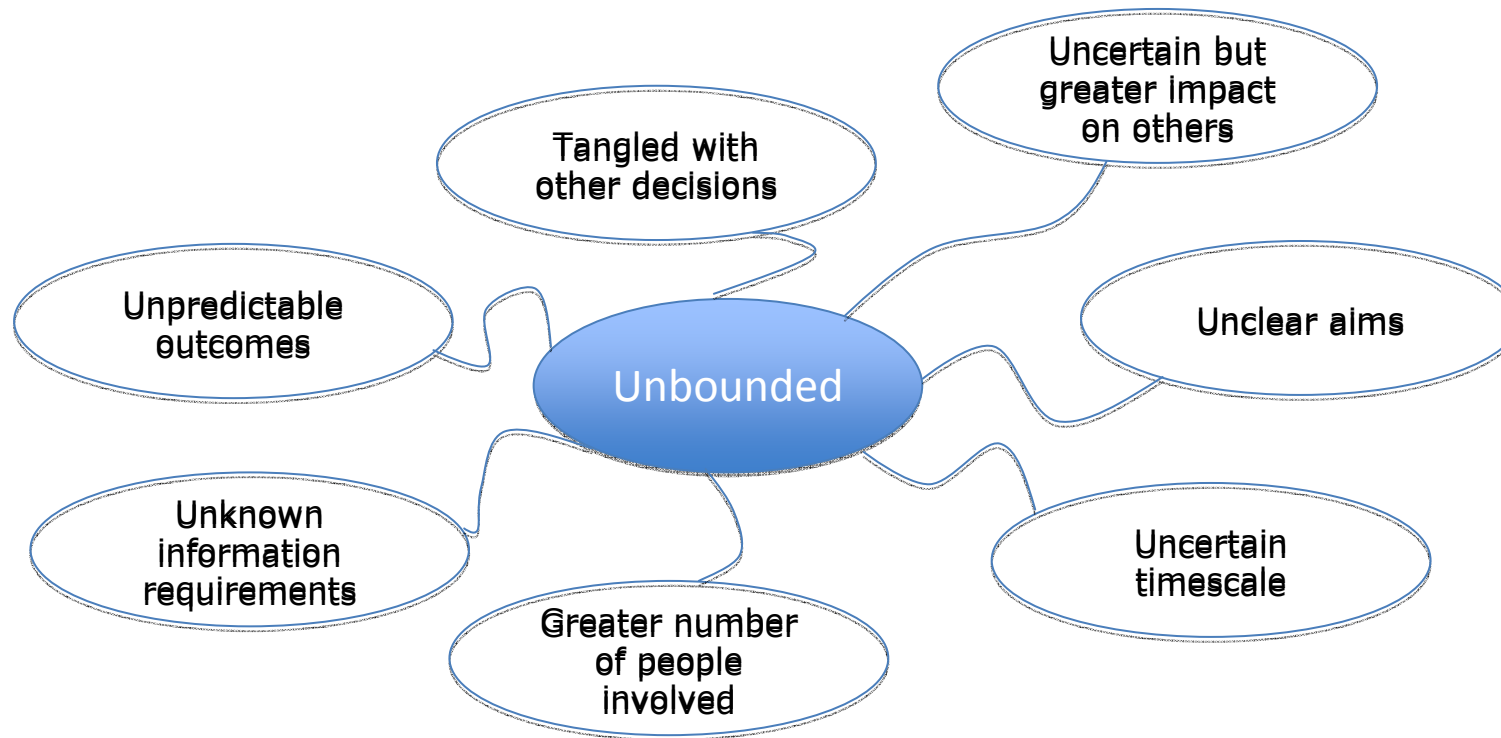 Uncertain but
greater impact
on others
Tangled with
other decisions
Unpredictable
outcomes
Unclear aims
Unbounded
Unknown
information
requirements
Uncertain
timescale
Greater number
of people
involved